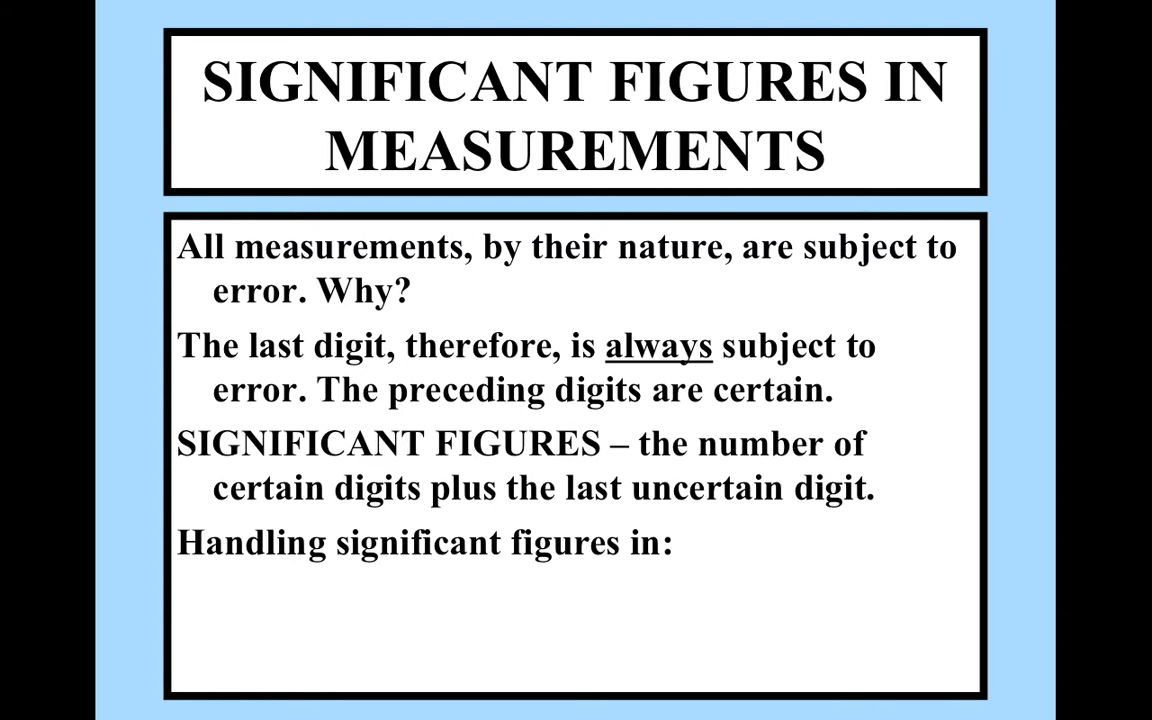 SIGNIFICANT FIGURES IN
MEASUREMENTS
All measurements, by their nature, are subject to
error. Why?
The last digit, therefore, is always subject to
error. The preceding digits are certain.
SIGNIFICANT FIGURES – the number of
certain digits plus the last uncertain digit.
Handling significant figures in: